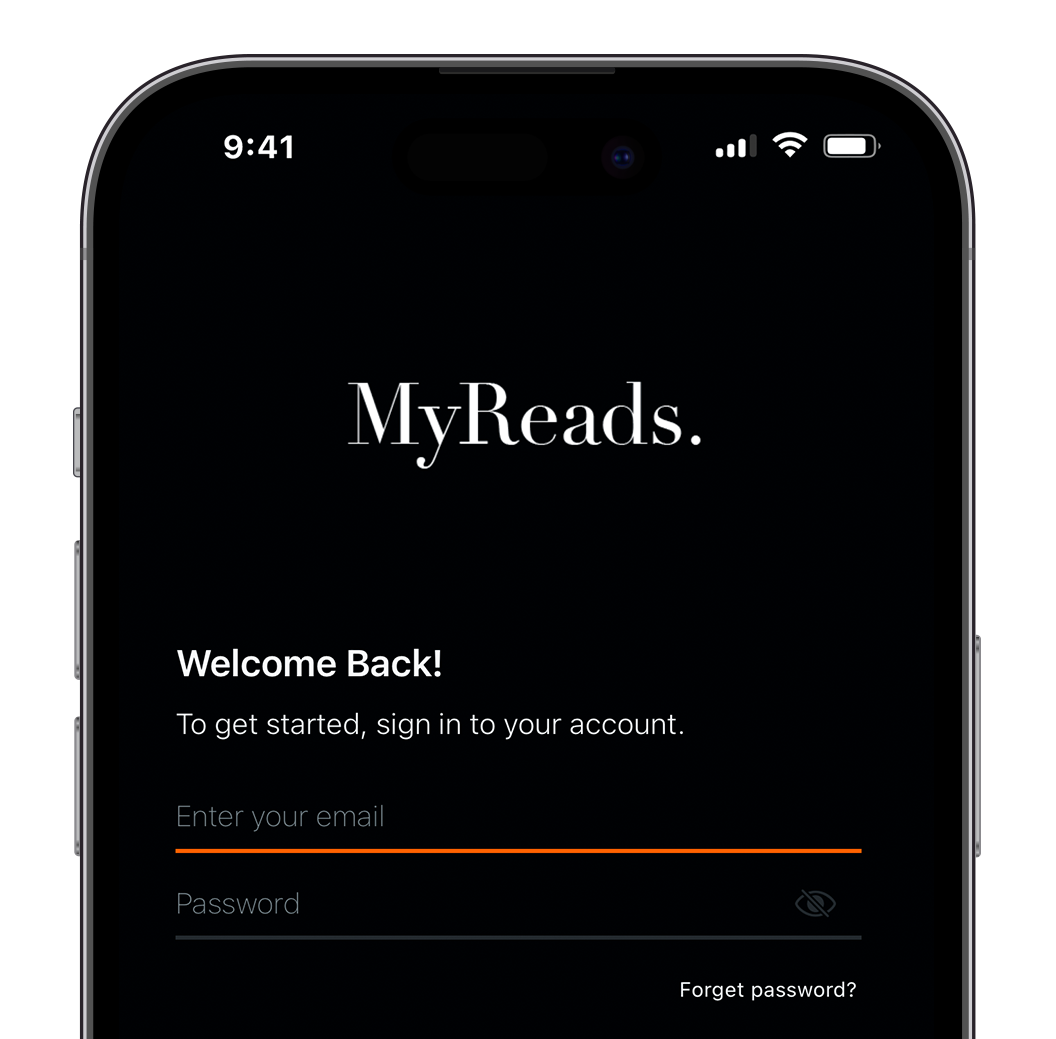 9:41
MyReads.
Welcome Back!
To get started, sign in to your account.
Enter your email
Password
Forget password?